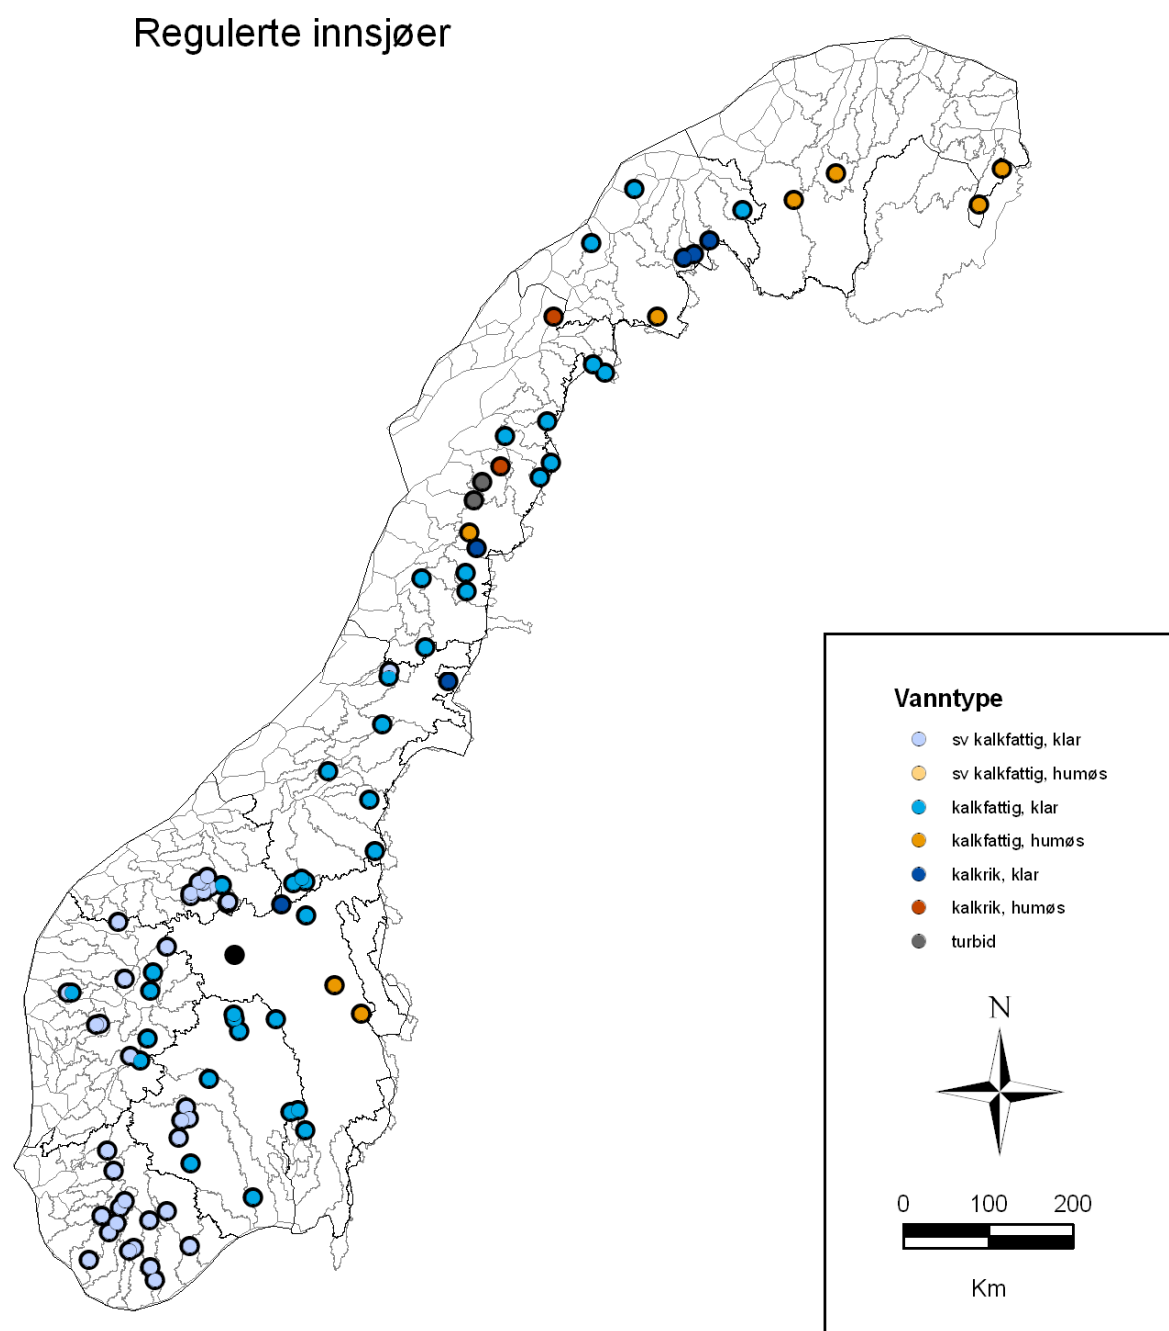 Regulerte innsjøer
Vanntype
sv kalkfattig, klar
sv kalkfattig, humøs
kalkfattig, klar
kalkfattig, humøs
kalkrik, klar
kalkrik, humøs
turbid
N
0 100 200
Km